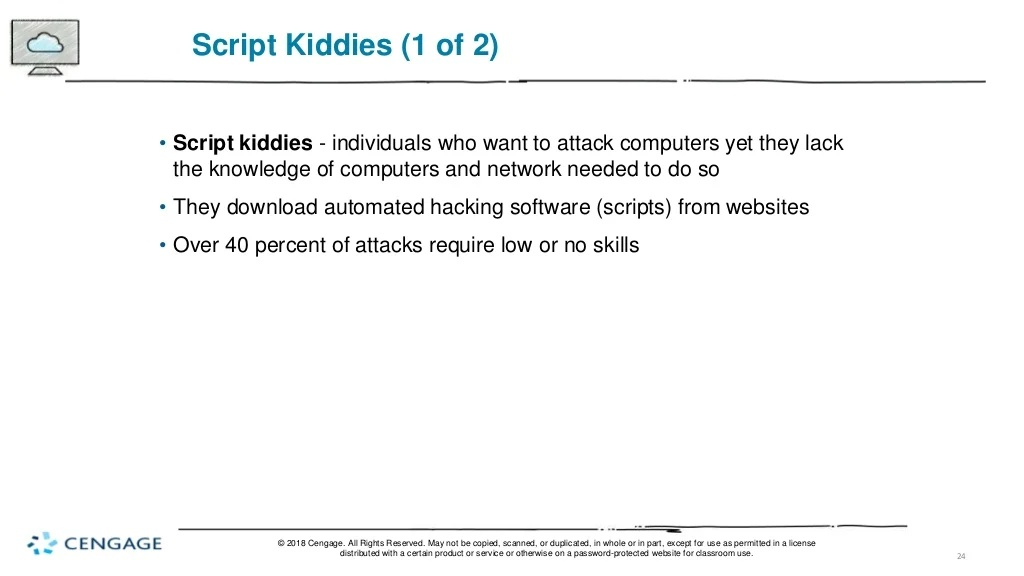 Script Kiddies (1 of 2)
• Script kiddies - individuals who want to attack computers yet they lack
the knowledge of computers and network needed to do so
• They download automated hacking software (scripts) from websites
• Over 40 percent of attacks require low or no skills
CENGAGE
© 2018 Cengage. All Rights Reserved. May not be copied, scanned, or duplicated, in whole or in part, except for use as permitted in a license
distributed with a certain product or service or otherwise on a password-protected website for classroom use.
24